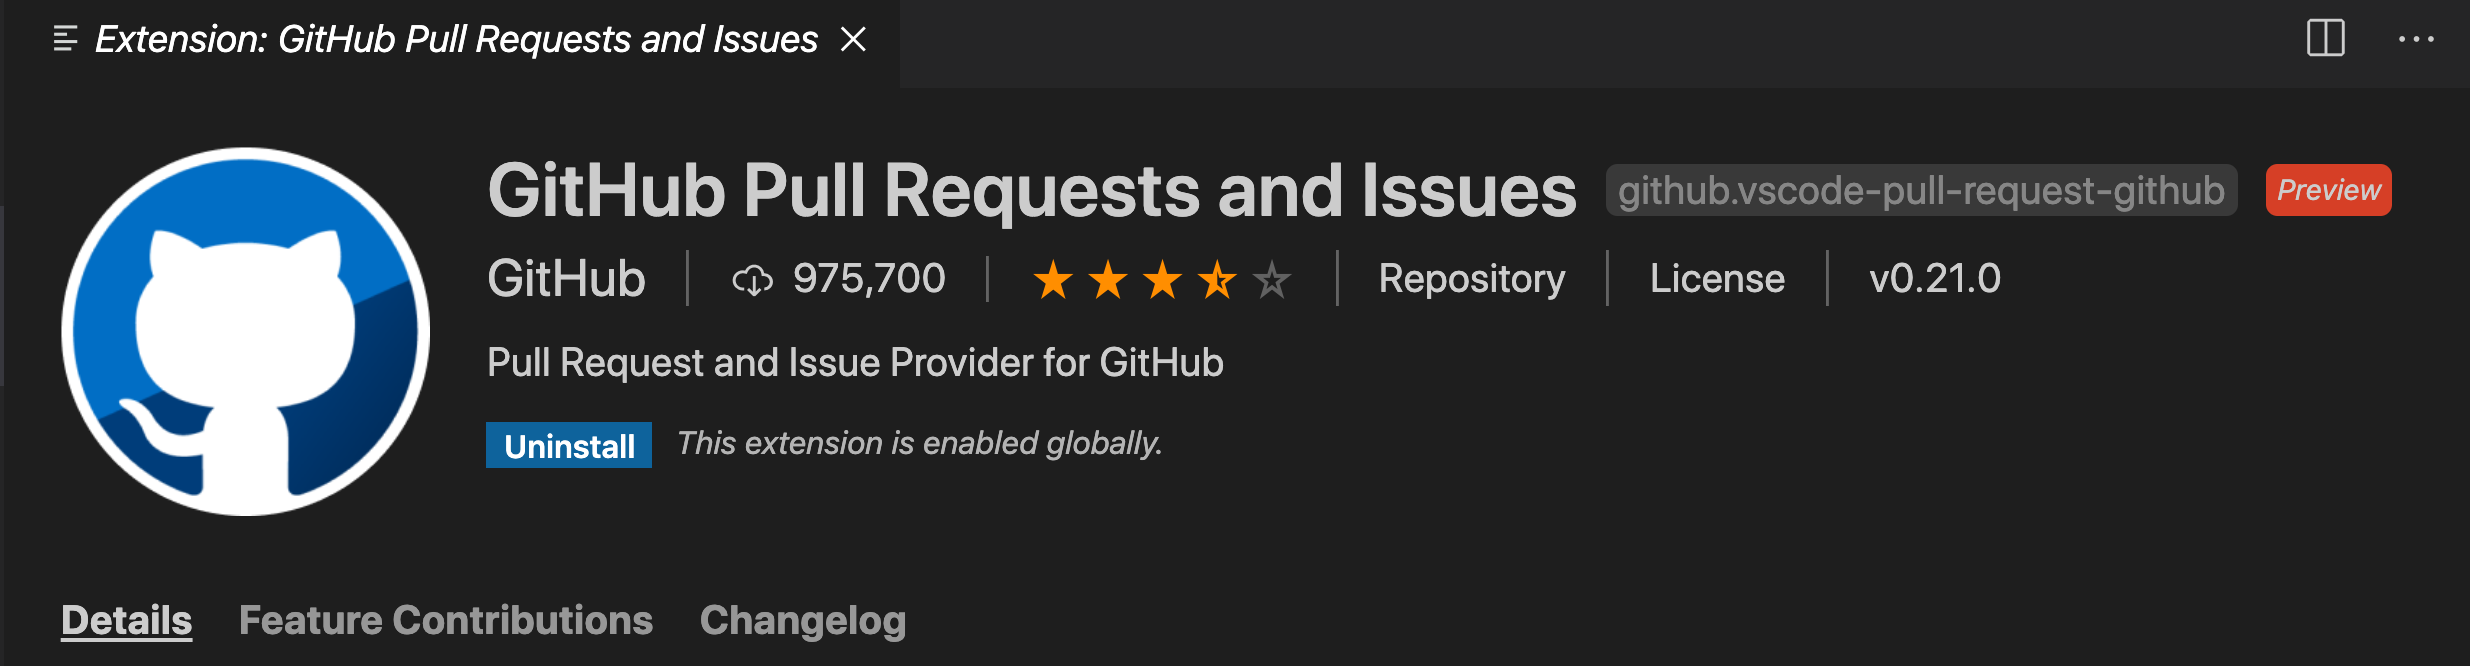 Extension: GitHub Pull Requests and Issues
GitHub Pull Requests and Issues github.vscode-pull-request-github Preview
GitHub 975,700 Repository License v0.21.0
Pull Request and Issue Provider for GitHub
Uninstall This extension is enabled globally.
Details Feature Contributions Changelog